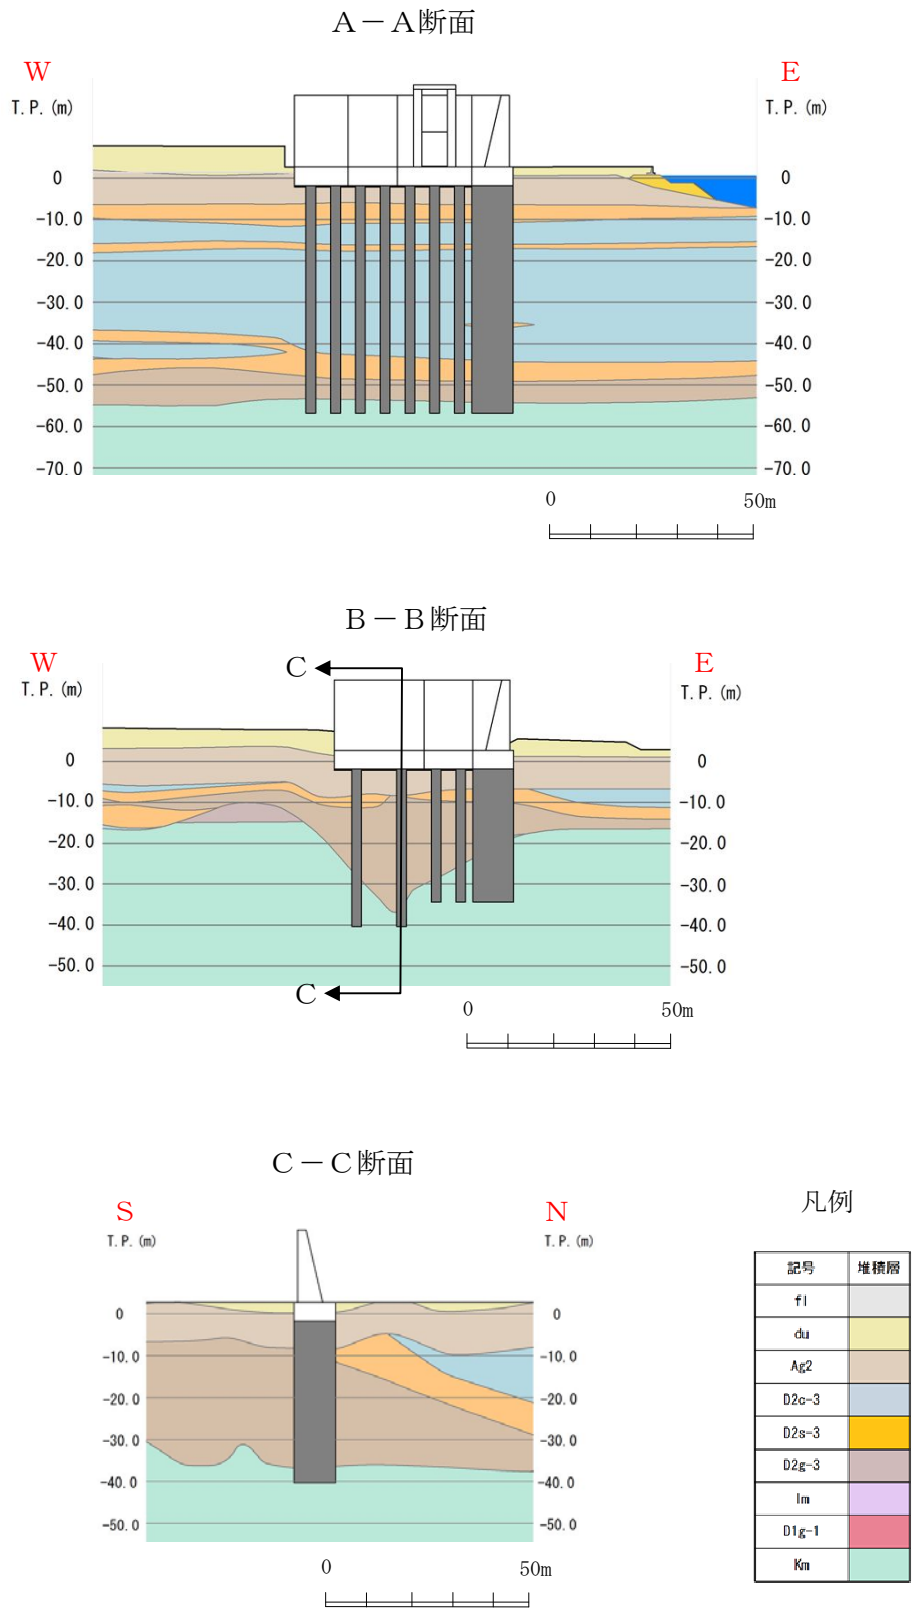 A－A断面
W E
T.P.(m) T.P.(m)
0 0
-10.0 -10.0
-20.0 -20.0
-30.0 -30.0
-40.0 -40.0
-50.0 -50.0
-60.0 -60.0
-70.0 -70.0
0 50m
B－B断面
W C E
T.P.(m) T.P.(m)
0 0
-10.0 -10.0
-20.0 -20.0
-30.0 -30.0
-40.0 -40.0
-50.0 -50.0
C
0 50m
C－C断面
S N
T.P.(m) T.P.(m)
0 0
-10.0 -10.0
-20.0 -20.0
-30.0 -30.0
-40.0 -40.0
-50.0 -50.0
0 50m
凡例
記号 堆積層
fl
du
Ag2
D2c-3
D2s-3
D2g-3
lm
D1g-1
Km